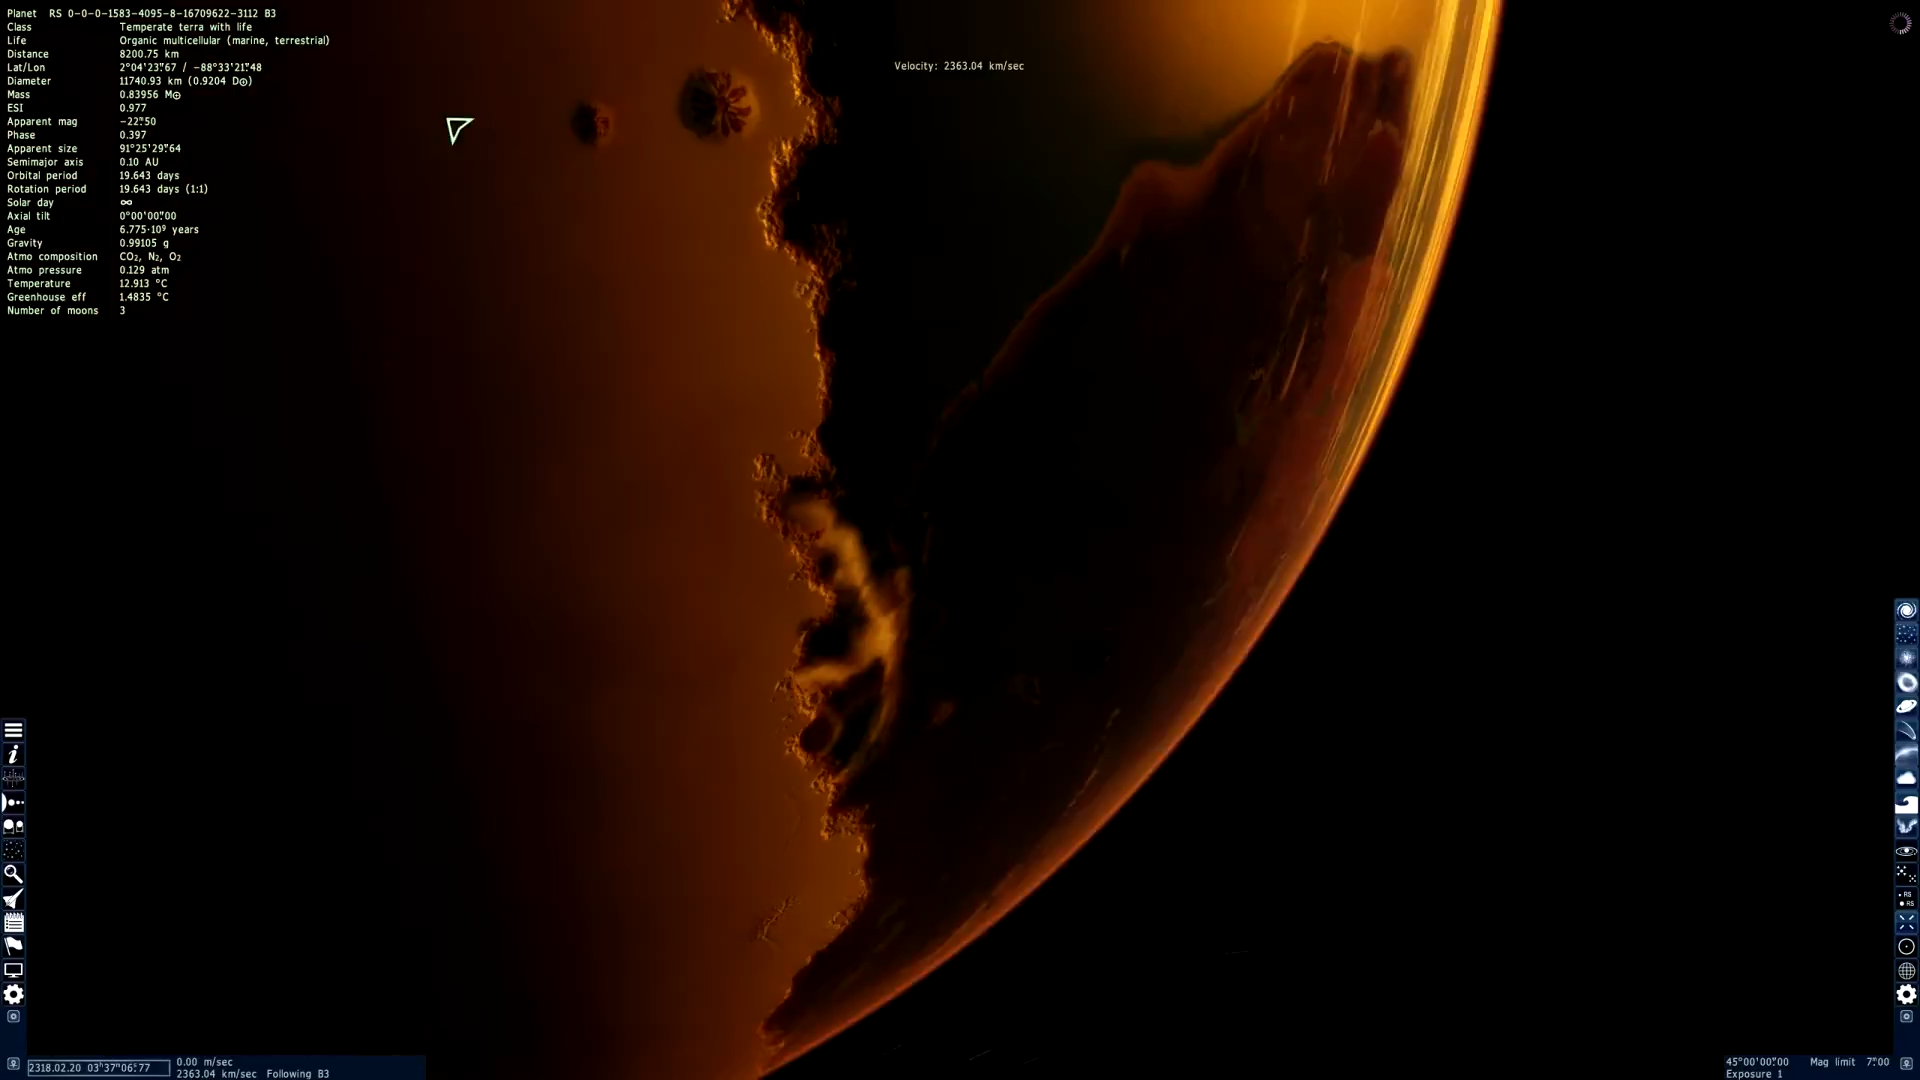 Planet RS 0-0-0-1583-4095-8-16709622-3112 B3
Class Temperate terra with life
Life Organic multicellular (marine, terrestrial)
Distance 8200.75 km
Lat/Lon 2°04'23."67 / -88°33'21."48
Diameter 11740.93 km (0.9204 D⊕)
Mass 0.83956 M⊕
ESI 0.977
Apparent mag -22.ᵐ50
Phase 0.397
Apparent size 91°25'29."64
Semimajor axis 0.10 AU
Orbital period 19.643 days
Rotation period 19.643 days (1:1)
Solar day ∞
Axial tilt 0°00'00."00
Age 6.775·10⁹ years
Gravity 0.99105 g
Atmo composition CO₂, N₂, O₂
Atmo pressure 0.129 atm
Temperature 12.913 °C
Greenhouse eff 1.4835 °C
Number of moons 3
Velocity: 2363.04 km/sec
RS
RS
2318.02.20 03ʰ37ᵐ06.ˢ77
0.00 m/sec
2363.04 km/sec Following B3
45°00'00."00 Mag limit 7.ᵐ00
Exposure 1